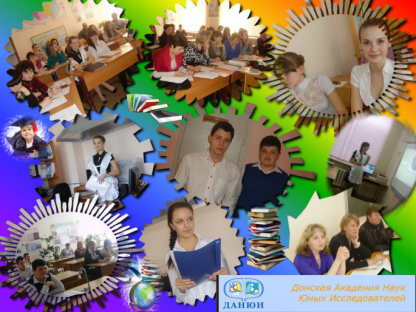 Донская Академия Наук
Юных Исследователей
ДАНЮИ